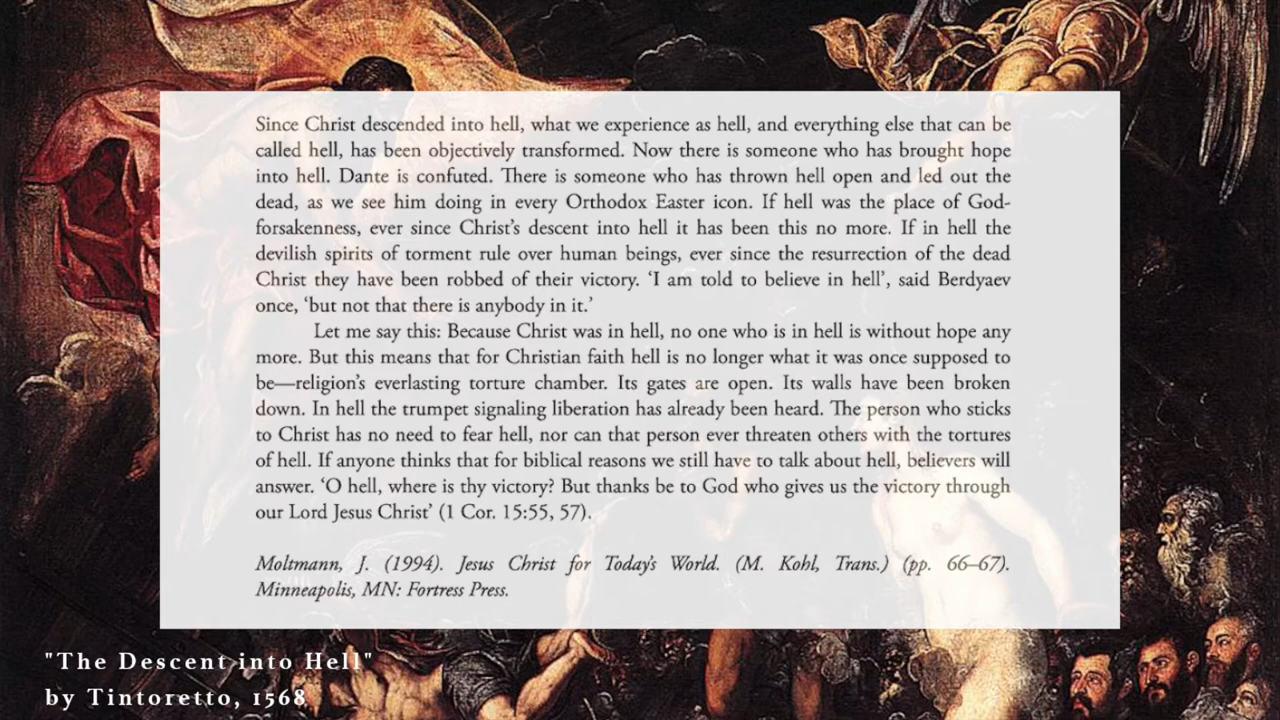 Since Christ descended into hell, what we experience as hell, and everything else that can be
called hell, has been objectively transformed. Now there is someone who has brought hope
into hell. Dante is confuted. There is someone who has thrown hell open and led out the
dead, as we see him doing in every Orthodox Easter icon. If hell was the place of God-
forsakenness, ever since Christ’s descent into hell it has been this no more. If in hell the
devilish spirits of torment rule over human beings, ever since the resurrection of the dead
Christ they have been robbed of their victory. ‘I am told to believe in hell’, said Berdyaev
once, ‘but not that there is anybody in it.’
Let me say this: Because Christ was in hell, no one who is in hell is without hope any
more. But this means that for Christian faith hell is no longer what it was once supposed to
be—religion’s everlasting torture chamber. Its gates are open. Its walls have been broken
down. In hell the trumpet signaling liberation has already been heard. The person who sticks
to Christ has no need to fear hell, nor can that person ever threaten others with the tortures
of hell. If anyone thinks that for biblical reasons we still have to talk about hell, believers will
answer. ‘O hell, where is thy victory? But thanks be to God who gives us the victory through
our Lord Jesus Christ’ (1 Cor. 15:55, 57).
Moltmann, J. (1994). Jesus Christ for Today’s World. (M. Kohl, Trans.) (pp. 66–67).
Minneapolis, MN: Fortress Press.
"The Descent into Hell"
by Tintoretto, 1568